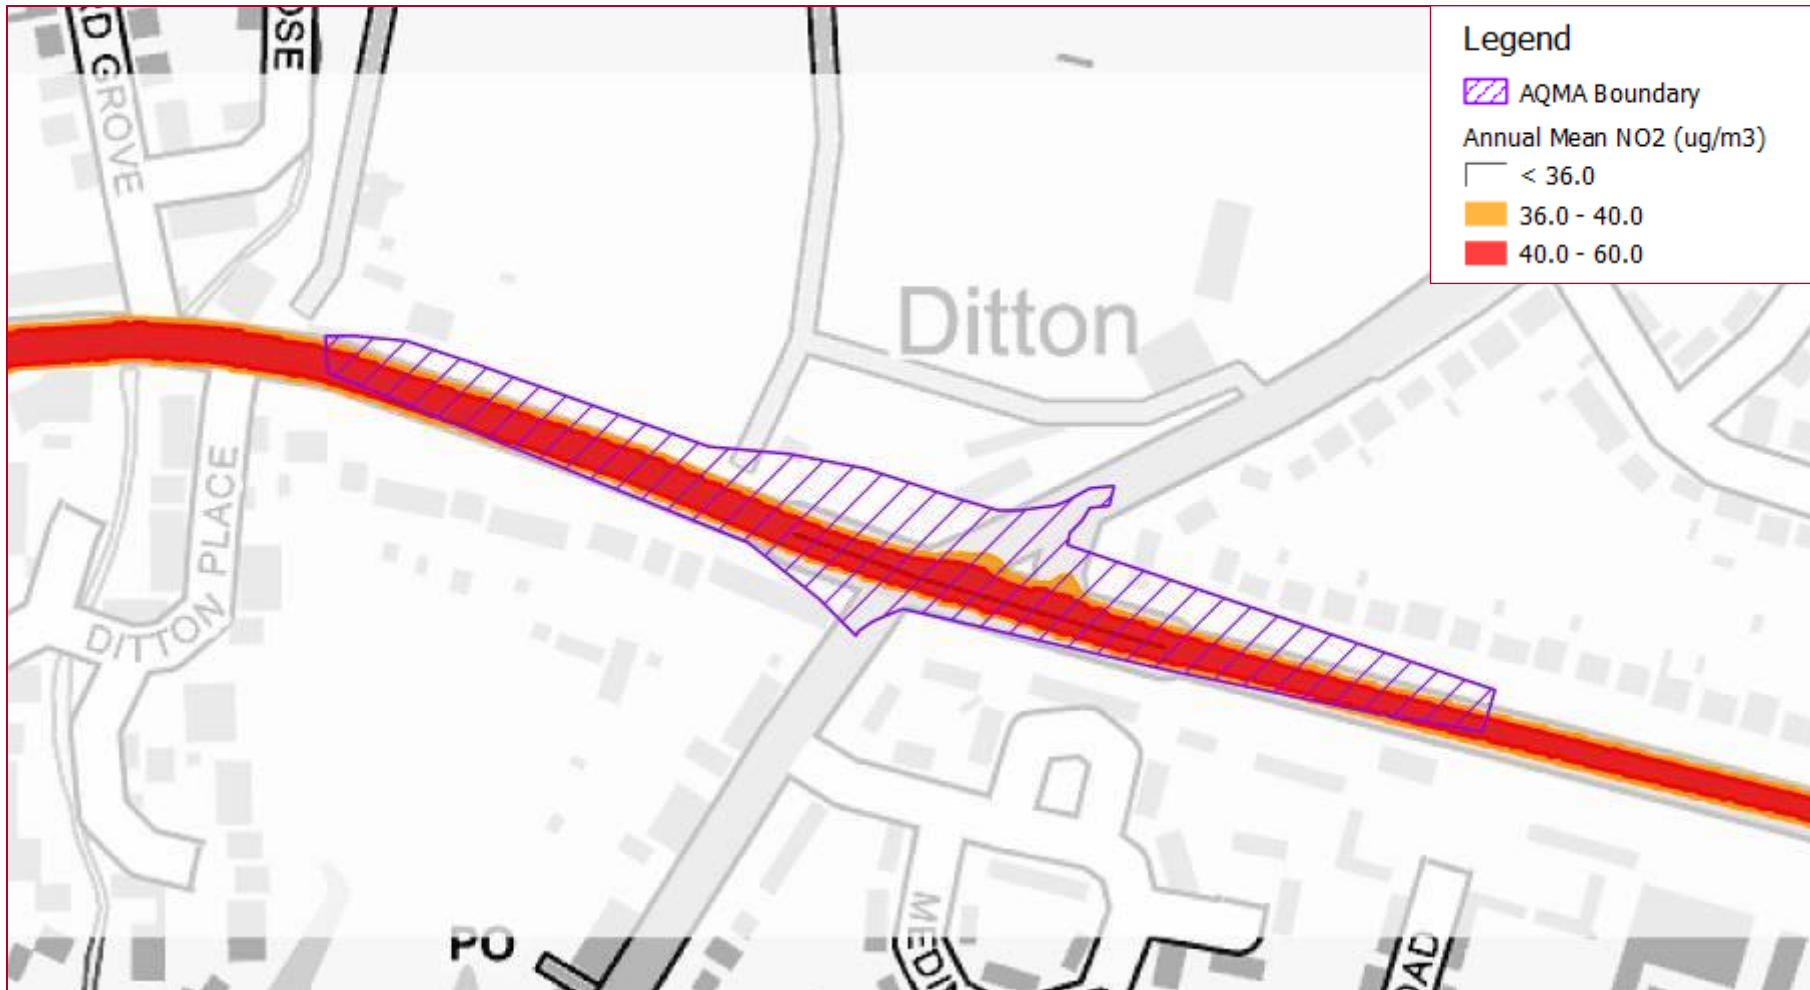 Legend
AQMA Boundary
Annual Mean NO2 (ug/m3)
< 36.0
36.0 - 40.0
40.0 - 60.0
GROVE
Ditton
DITTON PLACE
PO